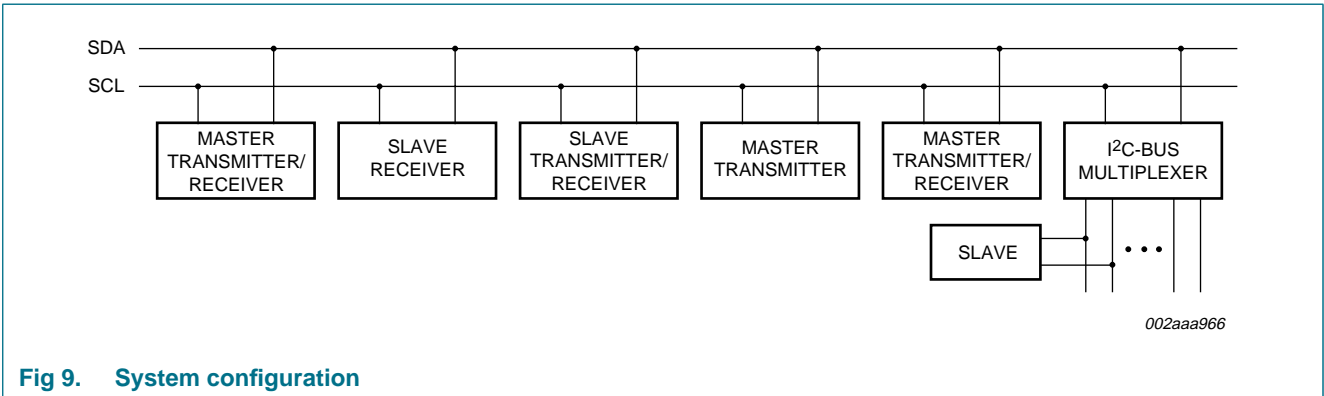 SDA
SCL
MASTER
TRANSMITTER/
RECEIVER
SLAVE
RECEIVER
SLAVE
TRANSMITTER/
RECEIVER
MASTER
TRANSMITTER
MASTER
TRANSMITTER/
RECEIVER
I²C-BUS
MULTIPLEXER
SLAVE
002aaa966
Fig 9. System configuration